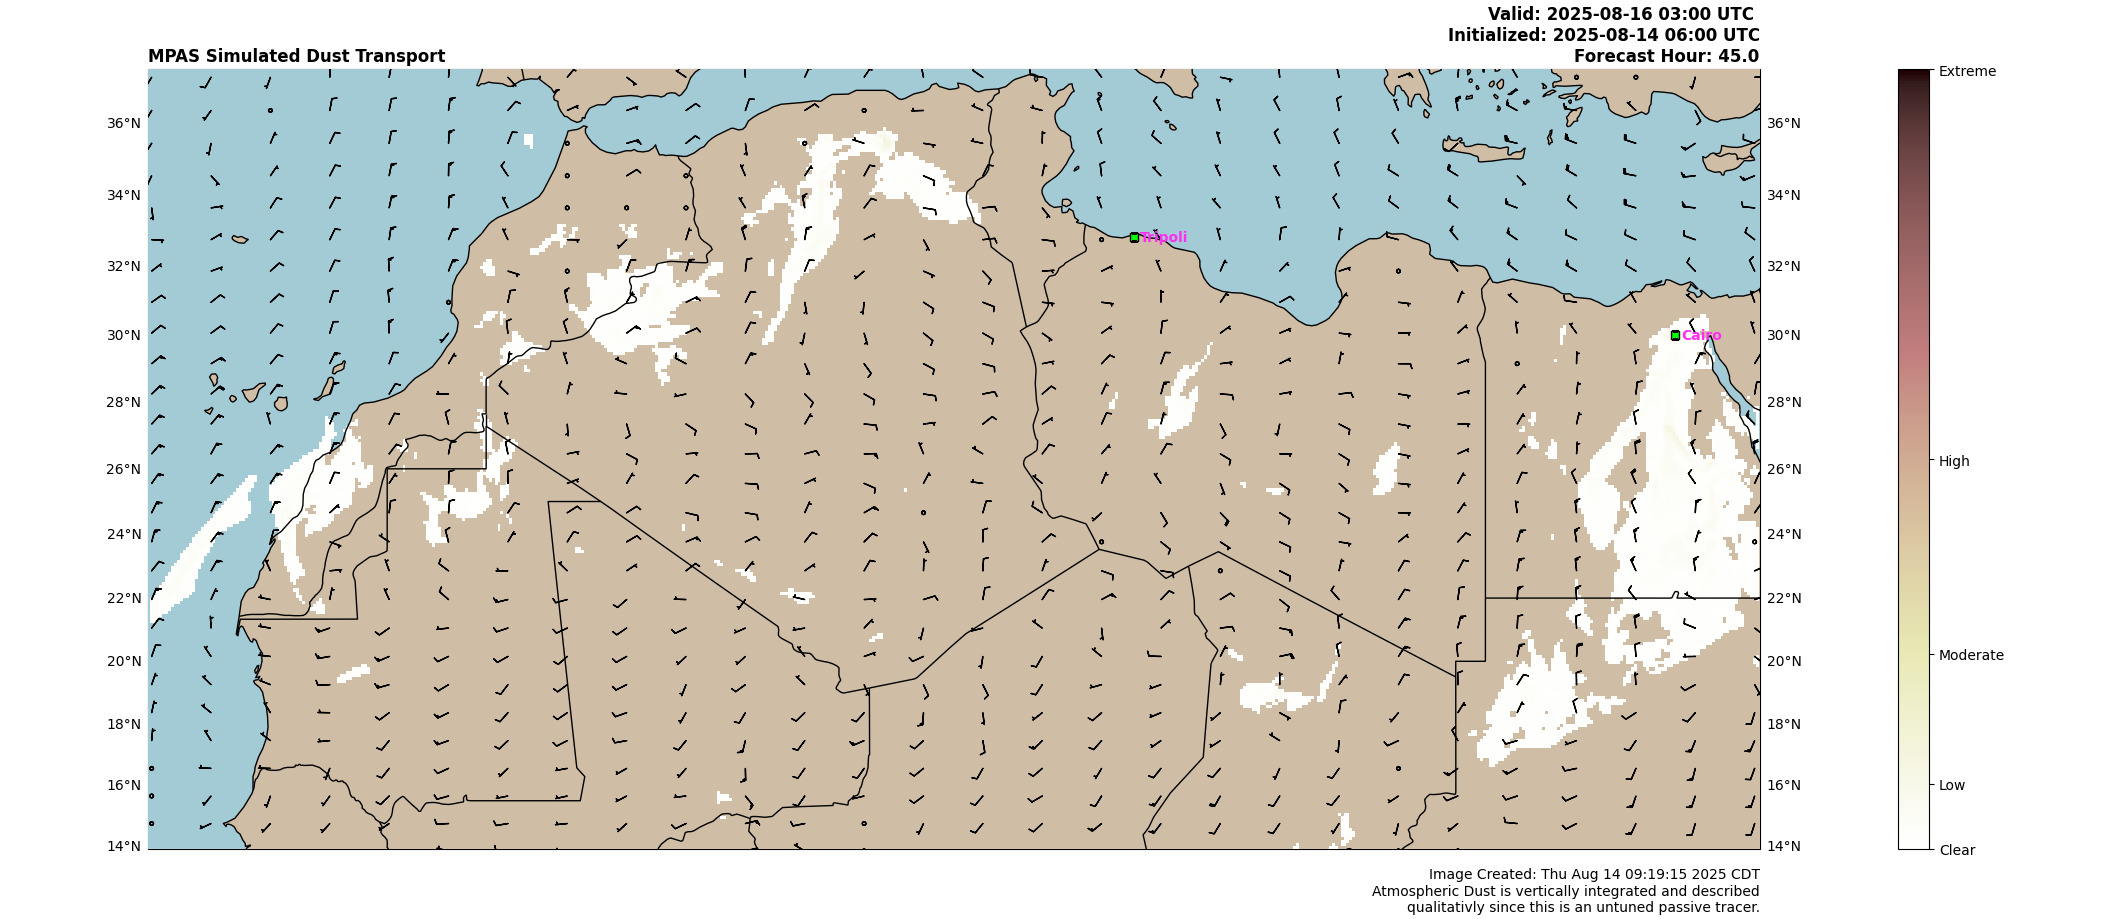 Valid: 2025-08-16 03:00 UTC
Initialized: 2025-08-14 06:00 UTC
MPAS Simulated Dust Transport
Forecast Hour: 45.0
Extreme
36°N
36°N
34°N
34°N
Tripoli
32°N
32°N
30°N
Cairo
30°N
28°N
28°N
26°N
26°N
High
24°N
24°N
22°N
22°N
20°N
20°N
Moderate
18°N
18°N
16°N
16°N
Low
14°N
14°N
Clear
Image Created: Thu Aug 14 09:19:15 2025 CDT
Atmospheric Dust is vertically integrated and described
qualitativly since this is an untuned passive tracer.